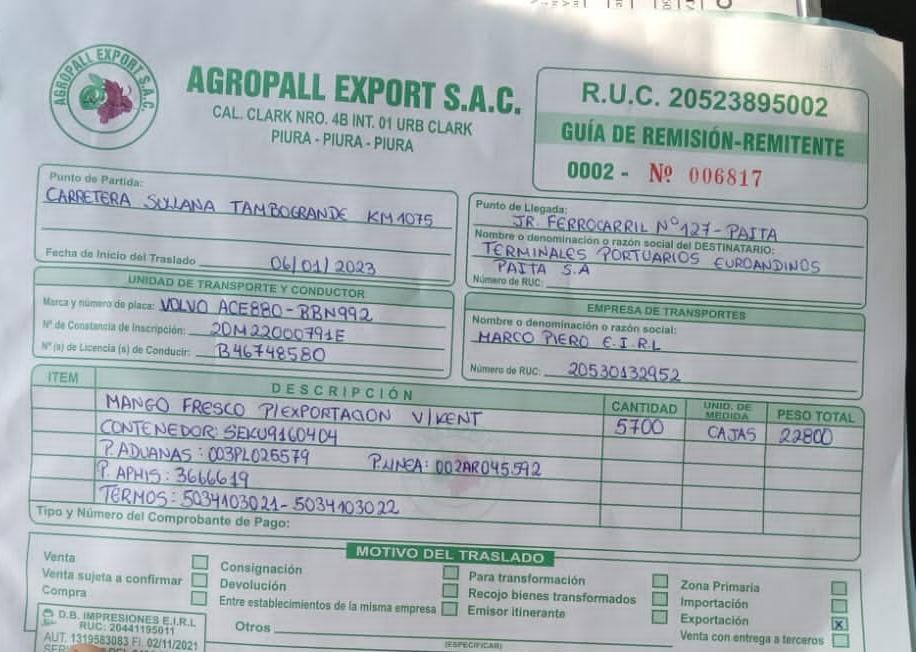 AGROPALL EXPORT S.A.C.
AGROPALL EXPORT S.A.C.
CAL. CLARK NRO. 4B INT. 01 URB CLARK
PIURA - PIURA - PIURA
R.U.C. 20523895002
GUÍA DE REMISIÓN-REMITENTE
0002 - Nº 006817
Punto de Partida:
CARRETERA SULLANA TAMBOGRANDE KM 1075
Fecha de Inicio del Traslado 06/01/2023
Punto de Llegada:
JR. FERROCARRIL Nº 127 - PAITA
Nombre o denominación o razón social del DESTINATARIO:
TERMINALES PORTUARIOS EUROANDINOS
PAITA S.A
Número de RUC:
UNIDAD DE TRANSPORTE Y CONDUCTOR
Marca y número de placa: VOLVO ACE880 - BBN992
Nº de Constancia de Inscripción: 20M22000791E
Nº (s) de Licencia (s) de Conducir: B46748580
EMPRESA DE TRANSPORTES
Nombre o denominación o razón social:
MARCO PIERO E.I.R.L
Número de RUC: 20530132952
ITEM DESCRIPCIÓN CANTIDAD UNID. DE MEDIDA PESO TOTAL
MANGO FRESCO P/EXPORTACION V/KENT 5700 CAJAS 22800
CONTENEDOR: SEKU9160404
P.ADUANAS: 003PL025579 P.LINEA: 002AR045592
P. APHIS: 3666619
TERMOS: 5034103021 - 5034103022
Tipo y Número del Comprobante de Pago:
MOTIVO DEL TRASLADO
Venta
Venta sujeta a confirmar
Compra
Consignación
Devolución
Entre establecimientos de la misma empresa
Para transformación
Recojo bienes transformados
Emisor itinerante
Zona Primaria
Importación
Exportación X
Venta con entrega a terceros
Otros
(ESPECIFICAR)
D.B. IMPRESIONES E.I.R.L
RUC: 20441195011
AUT. 1319583083 FI. 02/11/2021